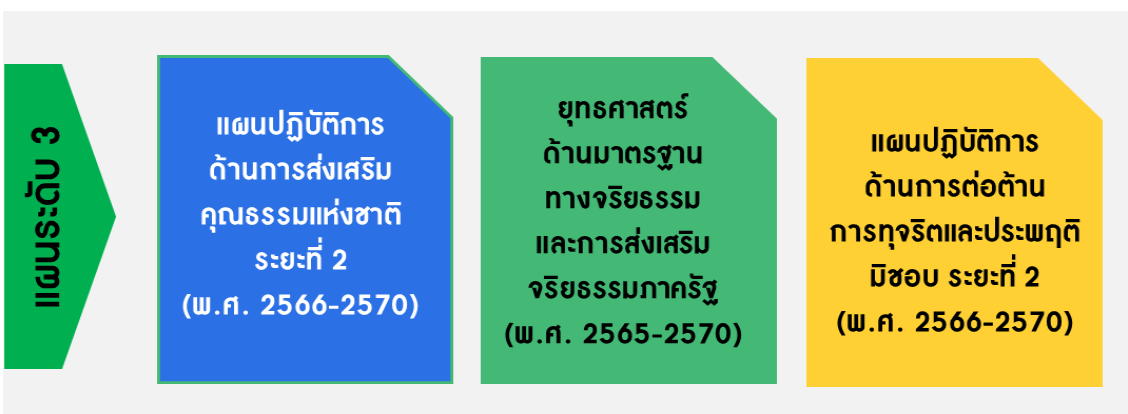 แผนระดับ 3
แผนปฏิบัติการ
ด้านการส่งเสริม
คุณธรรมแห่งชาติ
ระยะที่ 2
(พ.ศ. 2566-2570)
ยุทธศาสตร์
ด้านมาตรฐาน
ทางจริยธรรม
และการส่งเสริม
จริยธรรมภาครัฐ
(พ.ศ. 2565-2570)
แผนปฏิบัติการ
ด้านการต่อต้าน
การทุจริตและประพฤติ
มิชอบ ระยะที่ 2
(พ.ศ. 2566-2570)